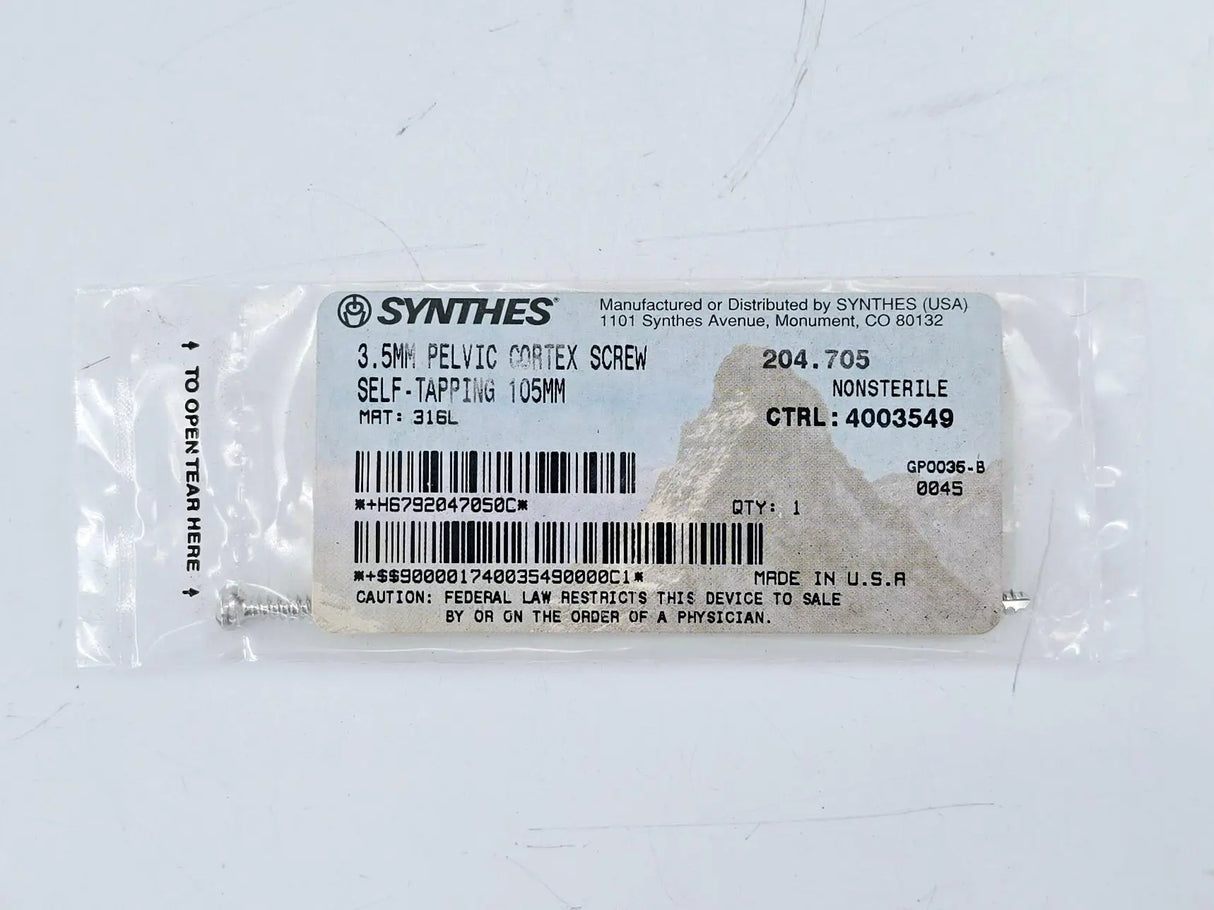 SYNTHES®
Manufactured or Distributed by SYNTHES (USA)
1101 Synthes Avenue, Monument, CO 80132
3.5MM PELVIC CORTEX SCREW
SELF-TAPPING 105MM
MAT: 316L
204.705
NONSTERILE
CTRL: 4003549
GP0036-B
0045
*+H6792047050C*
QTY: 1
*+$$900001740035490000C1*
MADE IN U.S.A
CAUTION: FEDERAL LAW RESTRICTS THIS DEVICE TO SALE
BY OR ON THE ORDER OF A PHYSICIAN.
← TO OPEN TEAR HERE →